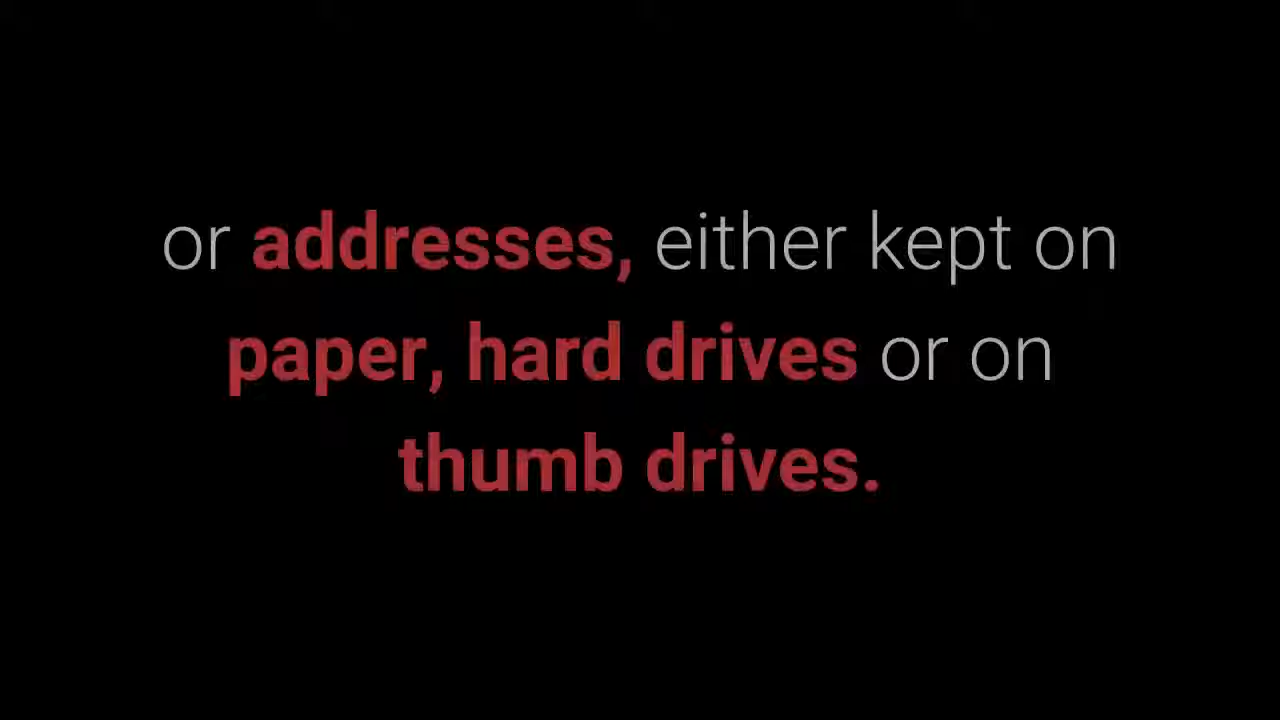 or addresses, either kept on
paper, hard drives or on
thumb drives.